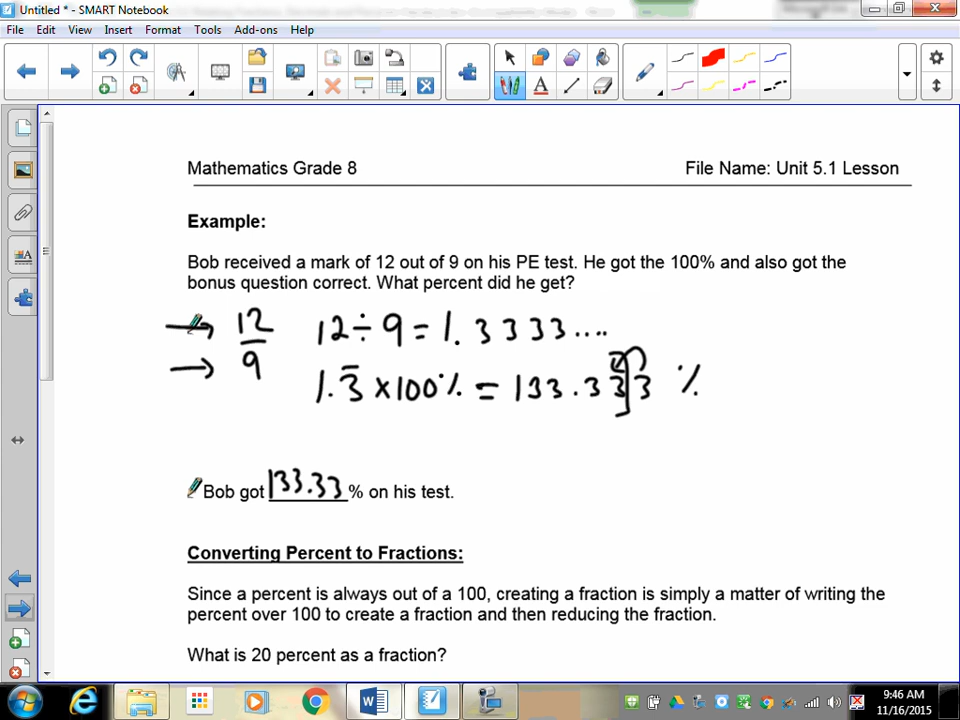 Untitled * - SMART Notebook
File Edit View Insert Format Tools Add-ons Help
Mathematics Grade 8 File Name: Unit 5.1 Lesson
Example:
Bob received a mark of 12 out of 9 on his PE test. He got the 100% and also got the
bonus question correct. What percent did he get?
→ 12/9 12 ÷ 9 = 1.3333....
→ 1.3̅ x 100% = 133.333 %
Bob got 133.33 % on his test.
Converting Percent to Fractions:
Since a percent is always out of a 100, creating a fraction is simply a matter of writing the
percent over 100 to create a fraction and then reducing the fraction.
What is 20 percent as a fraction?
9:46 AM
11/16/2015